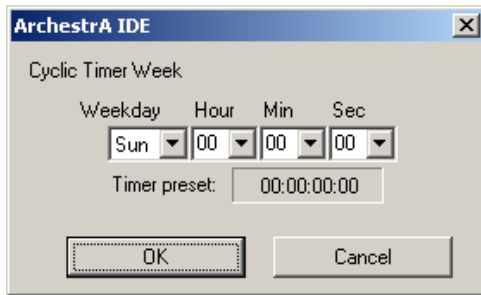 ArchestrA IDE
Cyclic Timer Week
Weekday Hour Min Sec
Sun 00 00 00
Timer preset: 00:00:00:00
OK Cancel